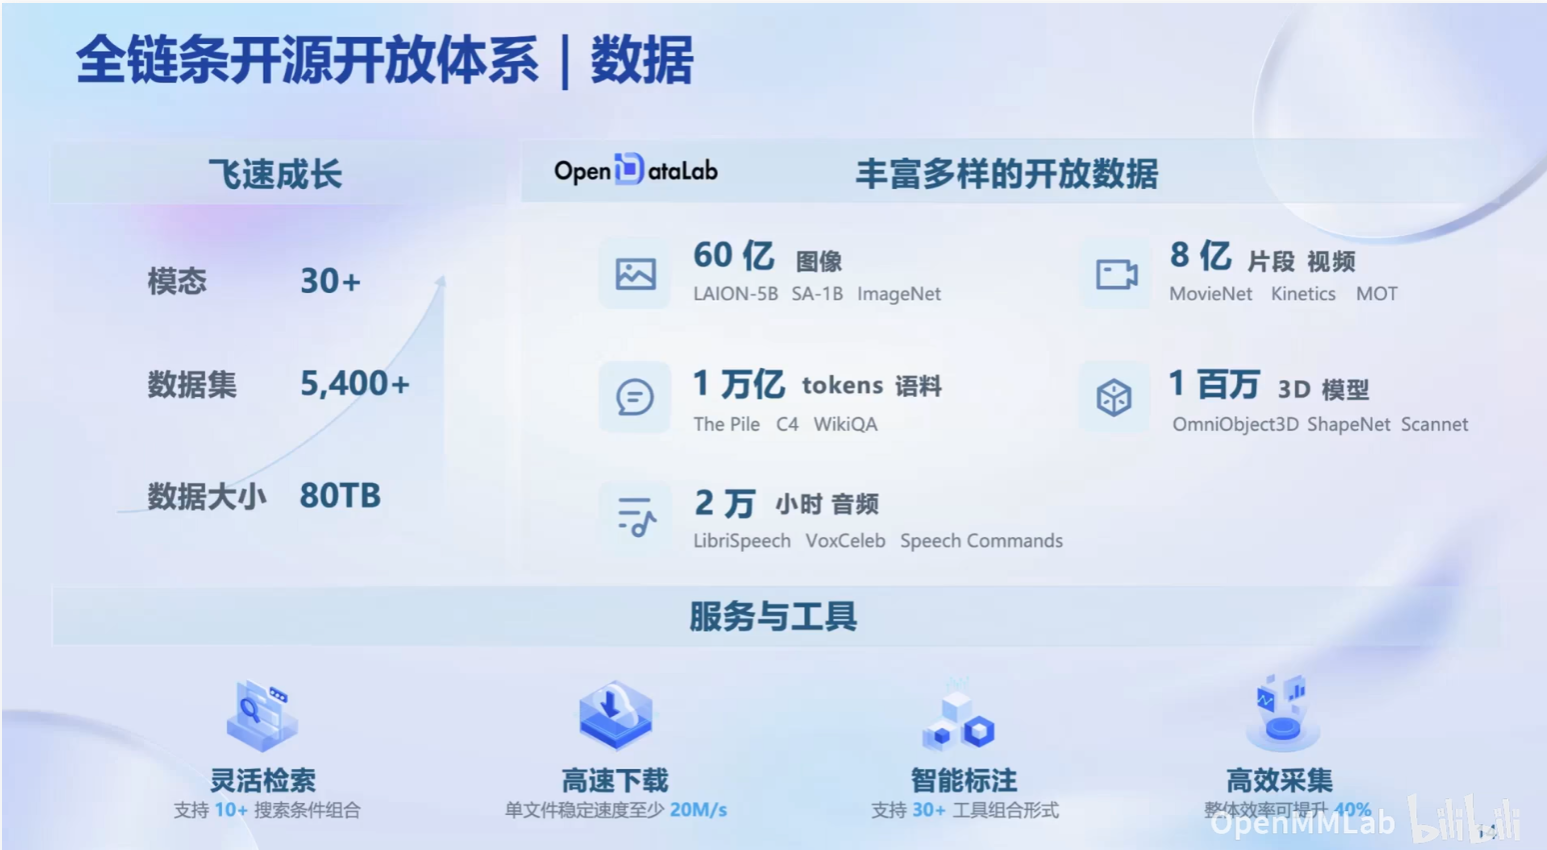 全链条开源开放体系 | 数据
飞速成长
模态 30+
数据集 5,400+
数据大小 80TB
OpenDataLab 丰富多样的开放数据
60 亿 图像
LAION-5B SA-1B ImageNet
8 亿 片段 视频
MovieNet Kinetics MOT
1 万亿 tokens 语料
The Pile C4 WikiQA
1 百万 3D 模型
OmniObject3D ShapeNet Scannet
2 万 小时 音频
LibriSpeech VoxCeleb Speech Commands
服务与工具
灵活检索
支持 10+ 搜索条件组合
高速下载
单文件稳定速度至少 20M/s
智能标注
支持 30+ 工具组合形式
高效采集
整体效率可提升 40%
OpenMMLab bilibili
14